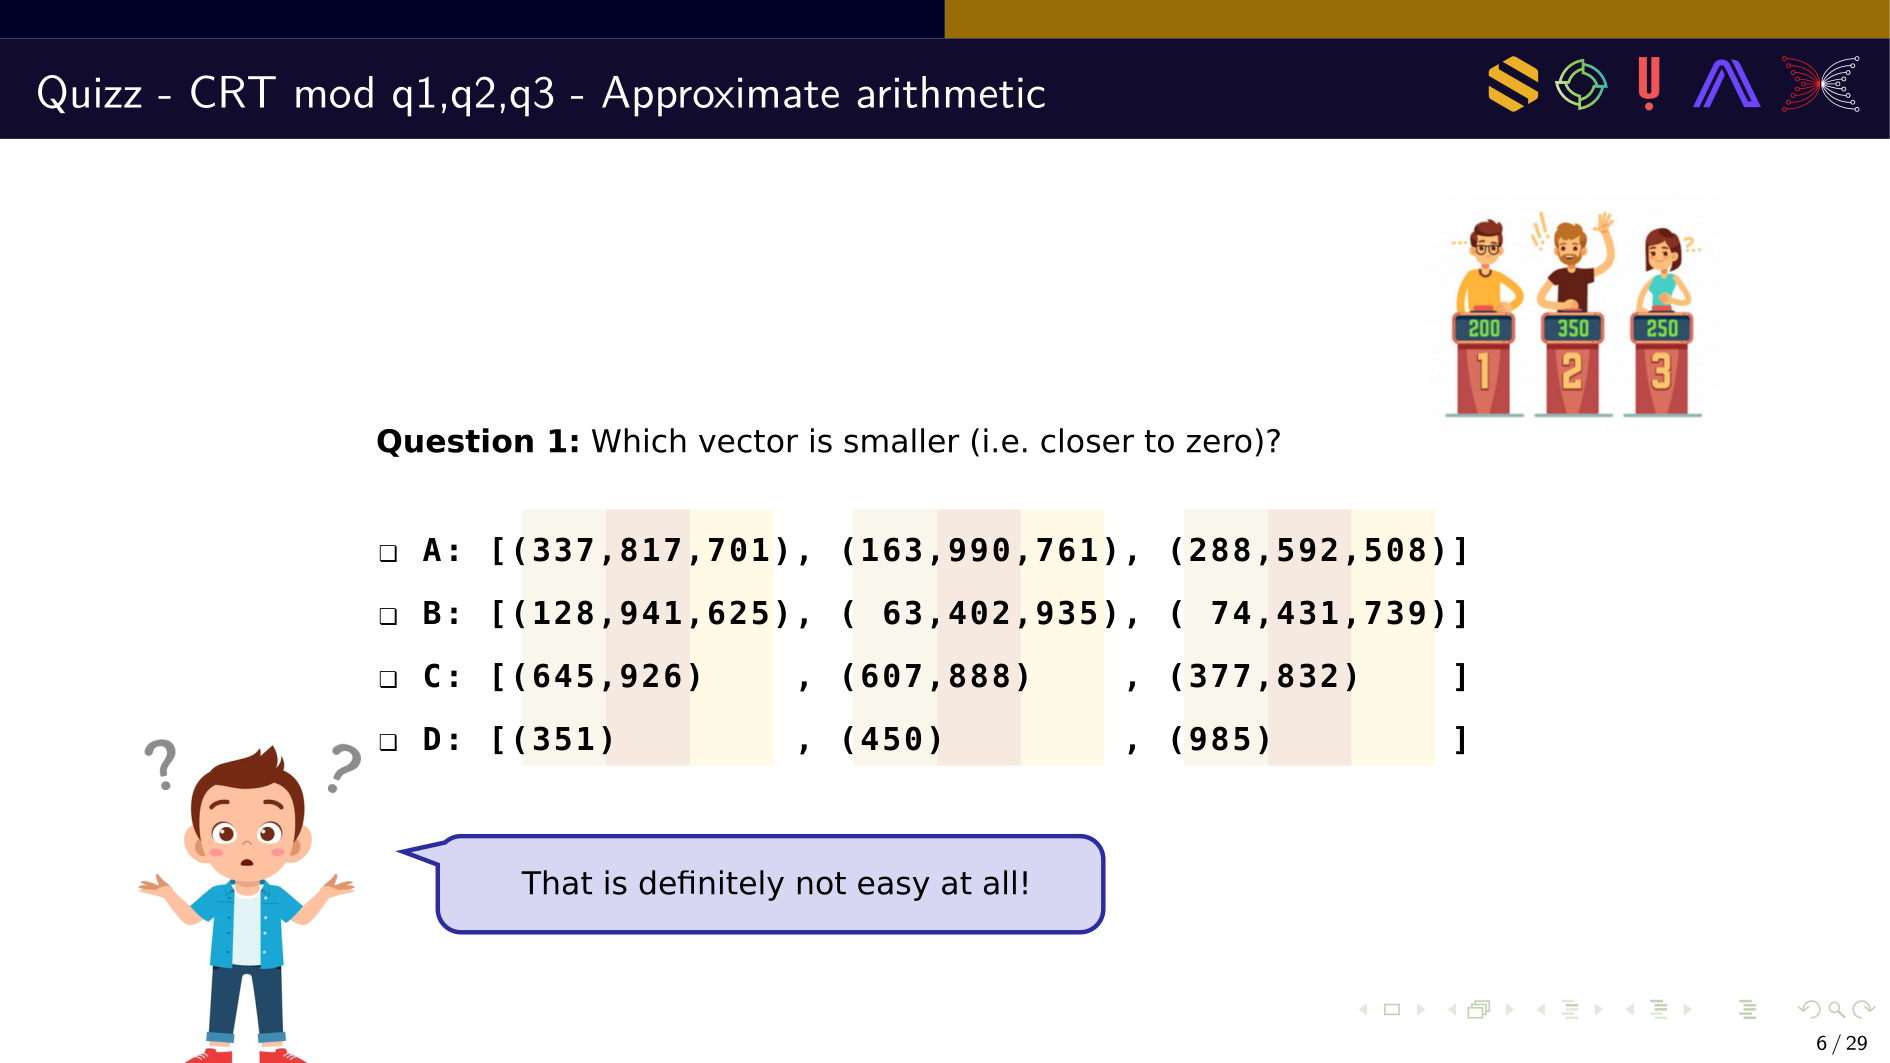 Quizz - CRT mod q1,q2,q3 - Approximate arithmetic
200 350 250
1 2 3
Question 1: Which vector is smaller (i.e. closer to zero)?
❏ A: [(337,817,701), (163,990,761), (288,592,508)]
❏ B: [(128,941,625), ( 63,402,935), ( 74,431,739)]
❏ C: [(645,926)    , (607,888)    , (377,832)    ]
❏ D: [(351)        , (450)        , (985)        ]
? ?
That is definitely not easy at all!
6 / 29